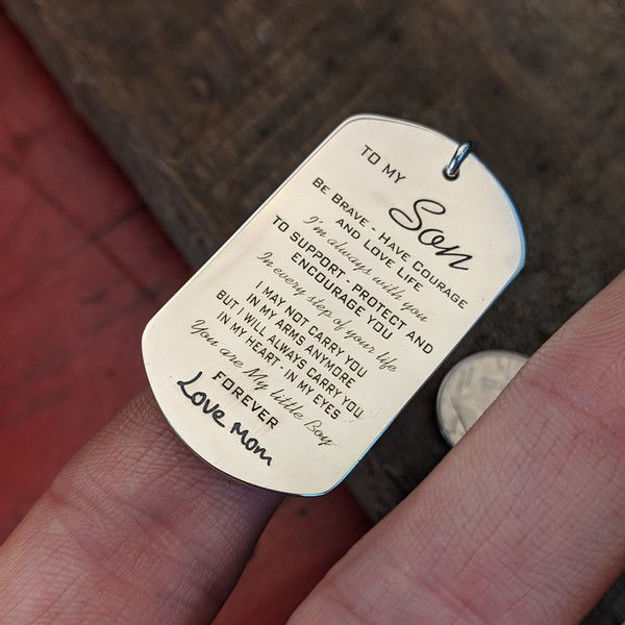 TO MY
Son
BE BRAVE - HAVE COURAGE
AND LOVE LIFE
I'm always with you
TO SUPPORT - PROTECT AND
ENCOURAGE YOU
In every step of your life
I MAY NOT CARRY YOU
IN MY ARMS ANYMORE
BUT I WILL ALWAYS CARRY YOU
IN MY HEART· IN MY EYES
You are My little Boy
FOREVER
Love Mom